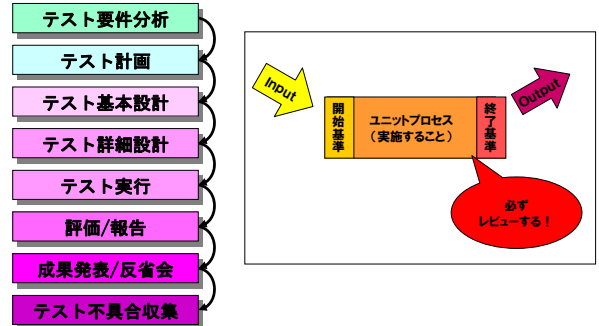 テスト要件分析
テスト計画
テスト基本設計
テスト詳細設計
テスト実行
評価/報告
成果発表/反省会
テスト不具合収集
Input
開始基準
ユニットプロセス
(実施すること)
終了基準
Output
必ず
レビューする!